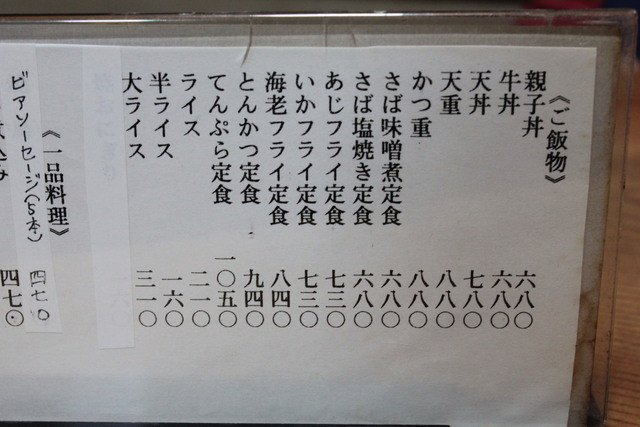 《ご飯物》
親子丼 六八〇
牛丼 六八〇
天丼 七八〇
天重 八八〇
かつ重 八八〇
さば味噌煮定食 六八〇
さば塩焼き定食 六八〇
あじフライ定食 七三〇
いかフライ定食 七三〇
海老フライ定食 八四〇
とんかつ定食 九四〇
てんぷら定食 一〇五〇
ライス 二一〇
半ライス 一六〇
大ライス 三一〇
《一品料理》
ビアソーセージ(5本) 四七〇
込み 四七〇